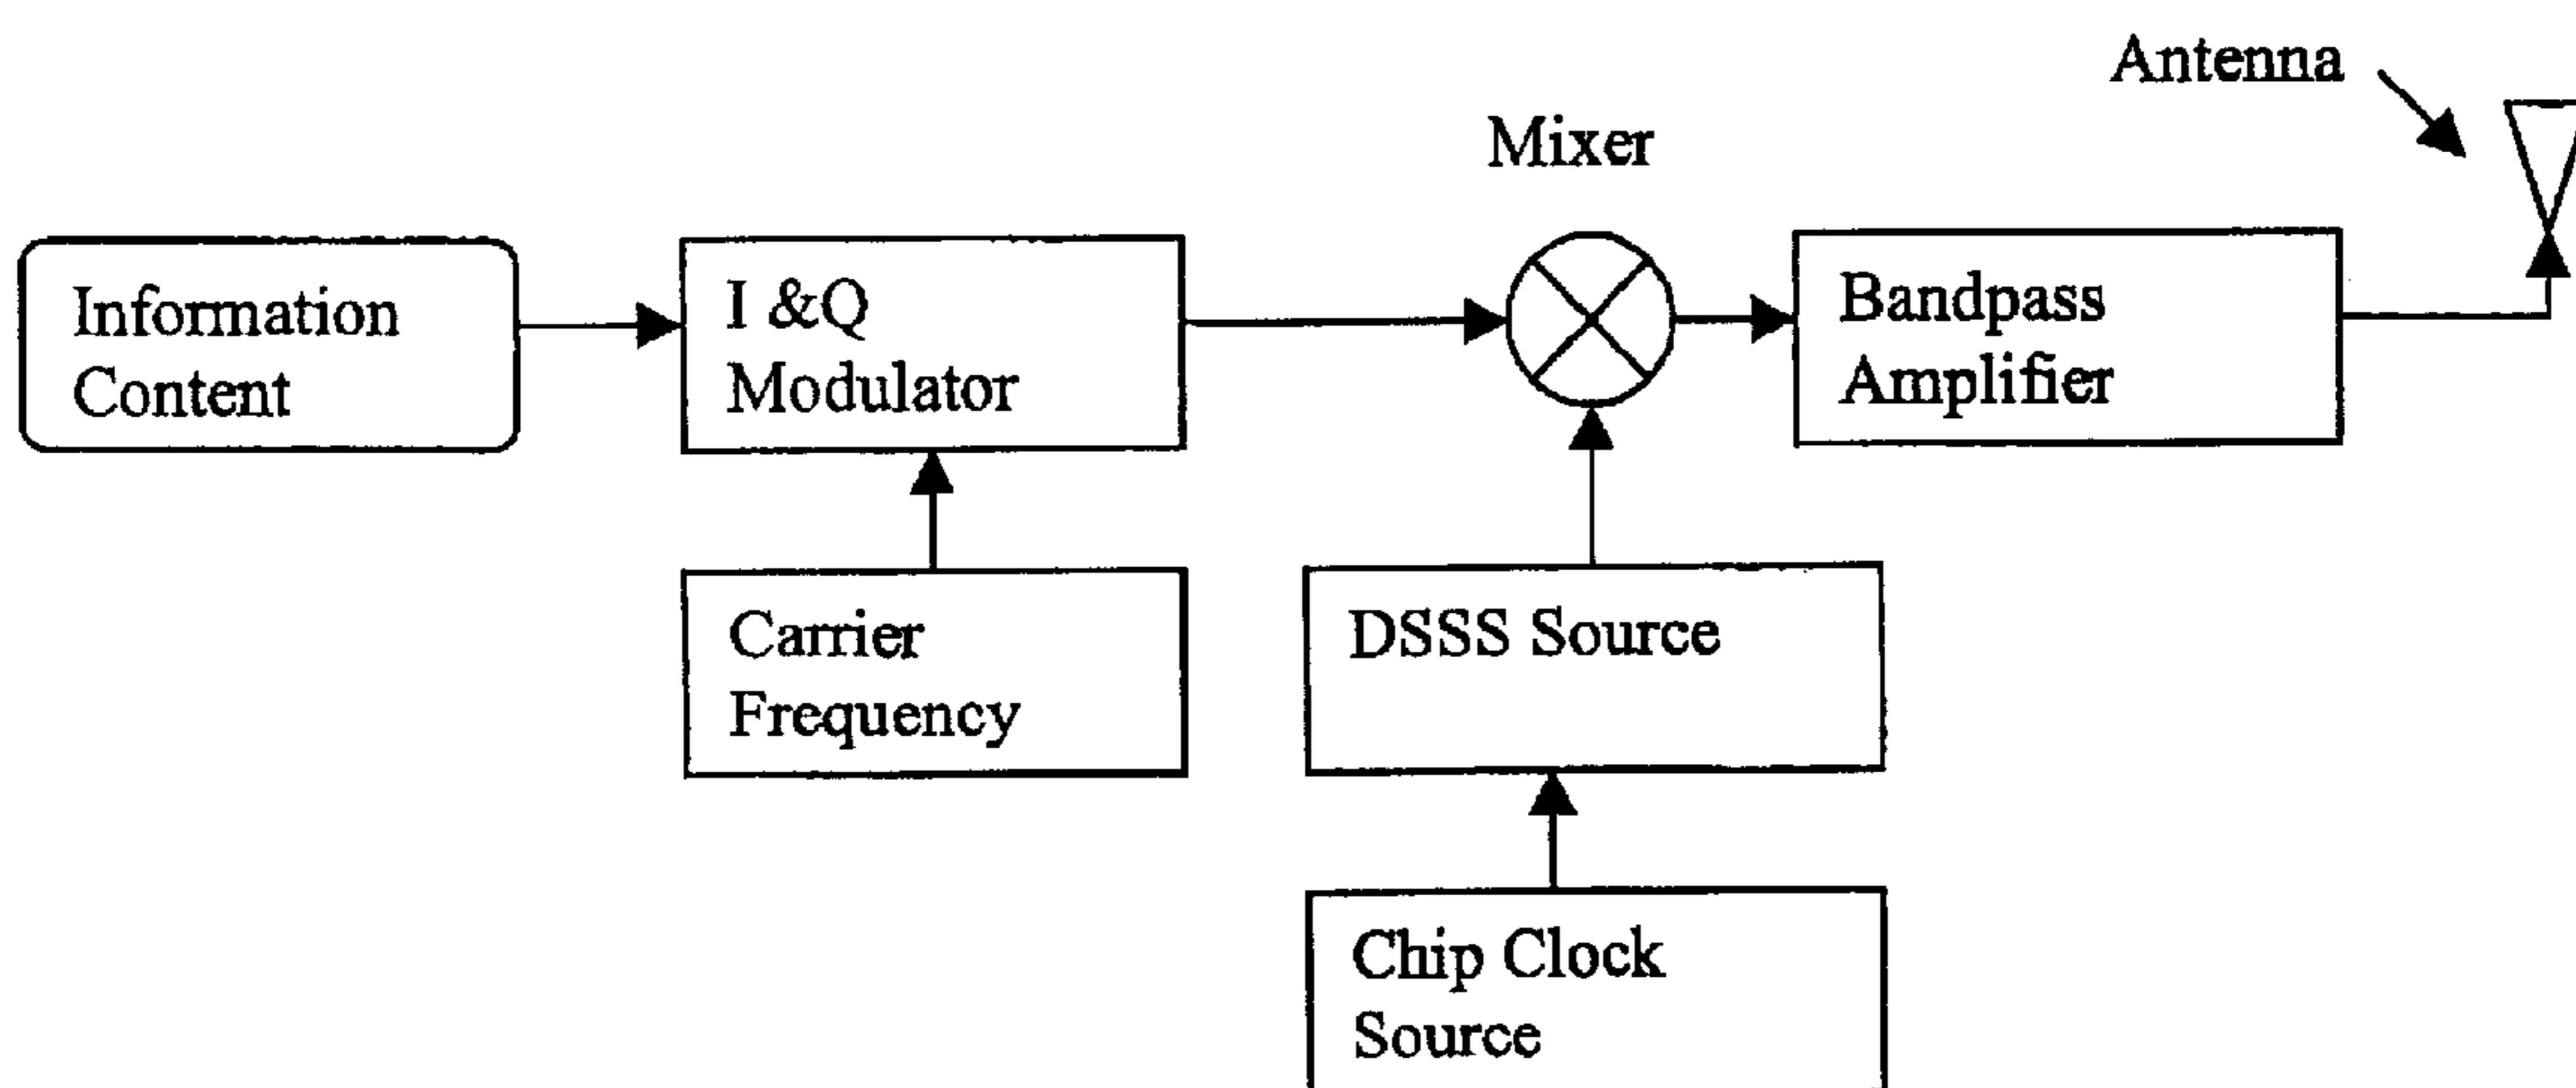 Antenna
Mixer
Information
Content
I &Q
Modulator
Bandpass
Amplifier
Carrier
Frequency
DSSS Source
Chip Clock
Source